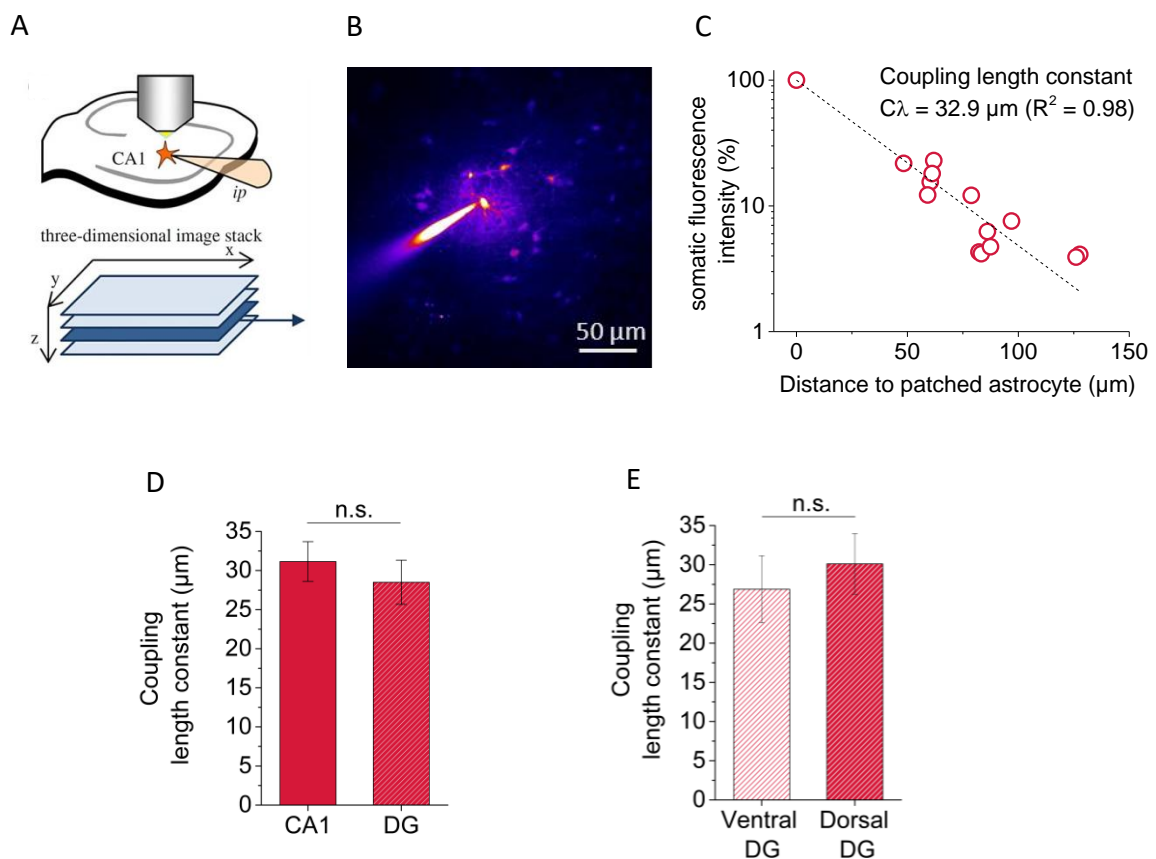 A
CA1
ip
three-dimensional image stack
x
y
z
B
50 µm
C
100
10
1
0
50
100
150
somatic fluorescence
intensity (%)
Distance to patched astrocyte (µm)
Coupling length constant
Cλ = 32.9 µm (R² = 0.98)
D
n.s.
35
30
25
20
15
10
5
0
Coupling
length constant (µm)
CA1
DG
E
n.s.
35
30
25
20
15
10
5
0
Coupling
length constant (µm)
Ventral
DG
Dorsal
DG